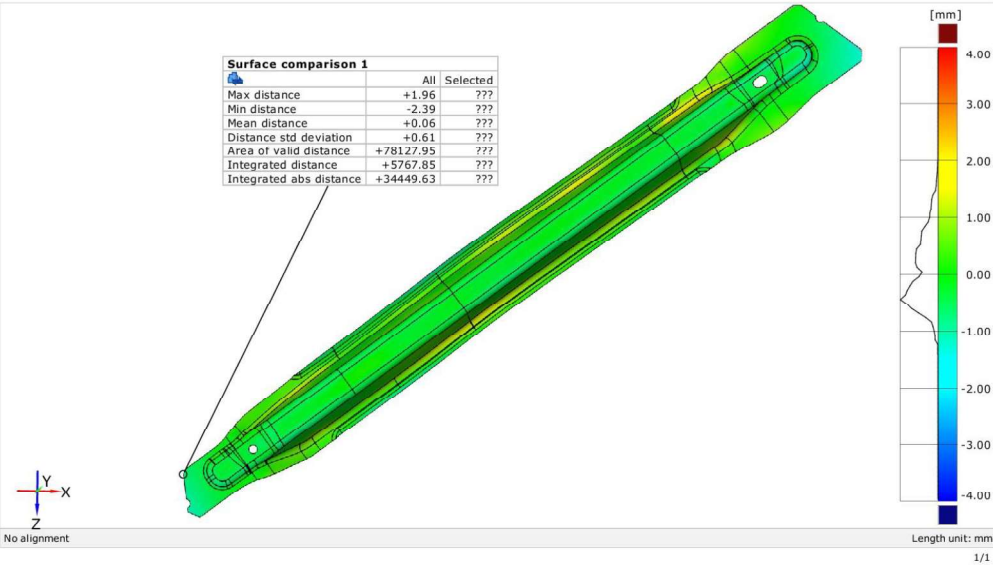 [mm]
Surface comparison 1
All Selected
Max distance +1.96 ???
Min distance -2.39 ???
Mean distance +0.06 ???
Distance std deviation +0.61 ???
Area of valid distance +78127.95 ???
Integrated distance +5767.85 ???
Integrated abs distance +34449.63 ???
4.00
3.00
2.00
1.00
0.00
-1.00
-2.00
-3.00
-4.00
Y
X
Z
No alignment
Length unit: mm
1/1